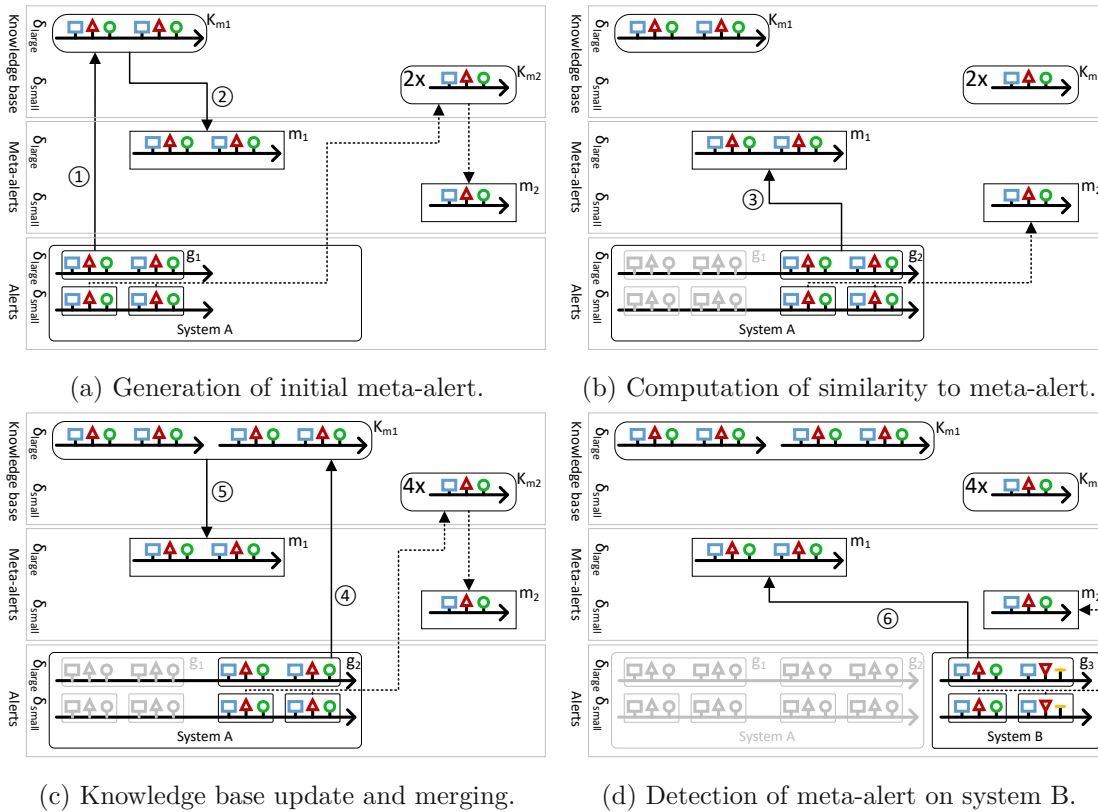 Knowledge base
δlarge
δsmall
Km1
2x
Km2
②
①
Meta-alerts
δlarge
δsmall
m1
m2
Alerts
δlarge
δsmall
g1
System A
(a) Generation of initial meta-alert.
Knowledge base
δlarge
δsmall
Km1
2x
Km2
Meta-alerts
δlarge
δsmall
m1
③
m2
Alerts
δlarge
δsmall
g1
g2
System A
(b) Computation of similarity to meta-alert.
Knowledge base
δlarge
δsmall
Km1
⑤
4x
Km2
Meta-alerts
δlarge
δsmall
m1
④
m2
Alerts
δlarge
δsmall
g1
g2
System A
(c) Knowledge base update and merging.
Knowledge base
δlarge
δsmall
Km1
4x
Km
Meta-alerts
δlarge
δsmall
m1
⑥
m2
Alerts
δlarge
δsmall
g1
g2
g3
System A
System B
(d) Detection of meta-alert on system B.